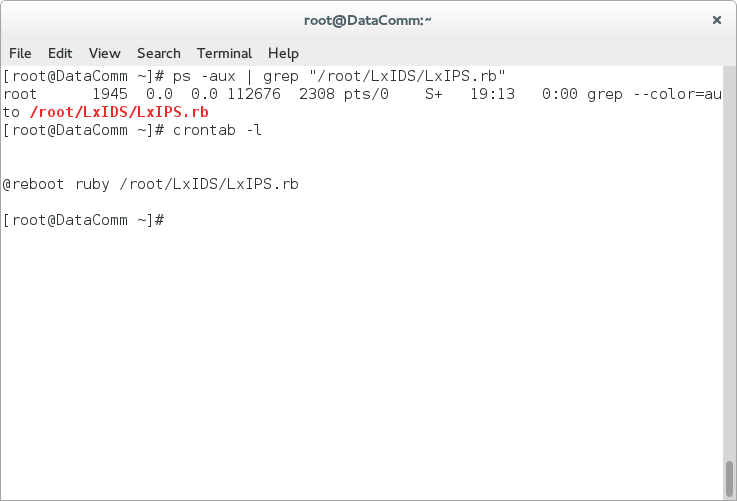 root@DataComm:~
File Edit View Search Terminal Help
[root@DataComm ~]# ps -aux | grep "/root/LxIDS/LxIPS.rb"
root      1945  0.0  0.0 112676  2308 pts/0    S+   19:13   0:00 grep --color=au
to /root/LxIDS/LxIPS.rb
[root@DataComm ~]# crontab -l
@reboot ruby /root/LxIDS/LxIPS.rb
[root@DataComm ~]#